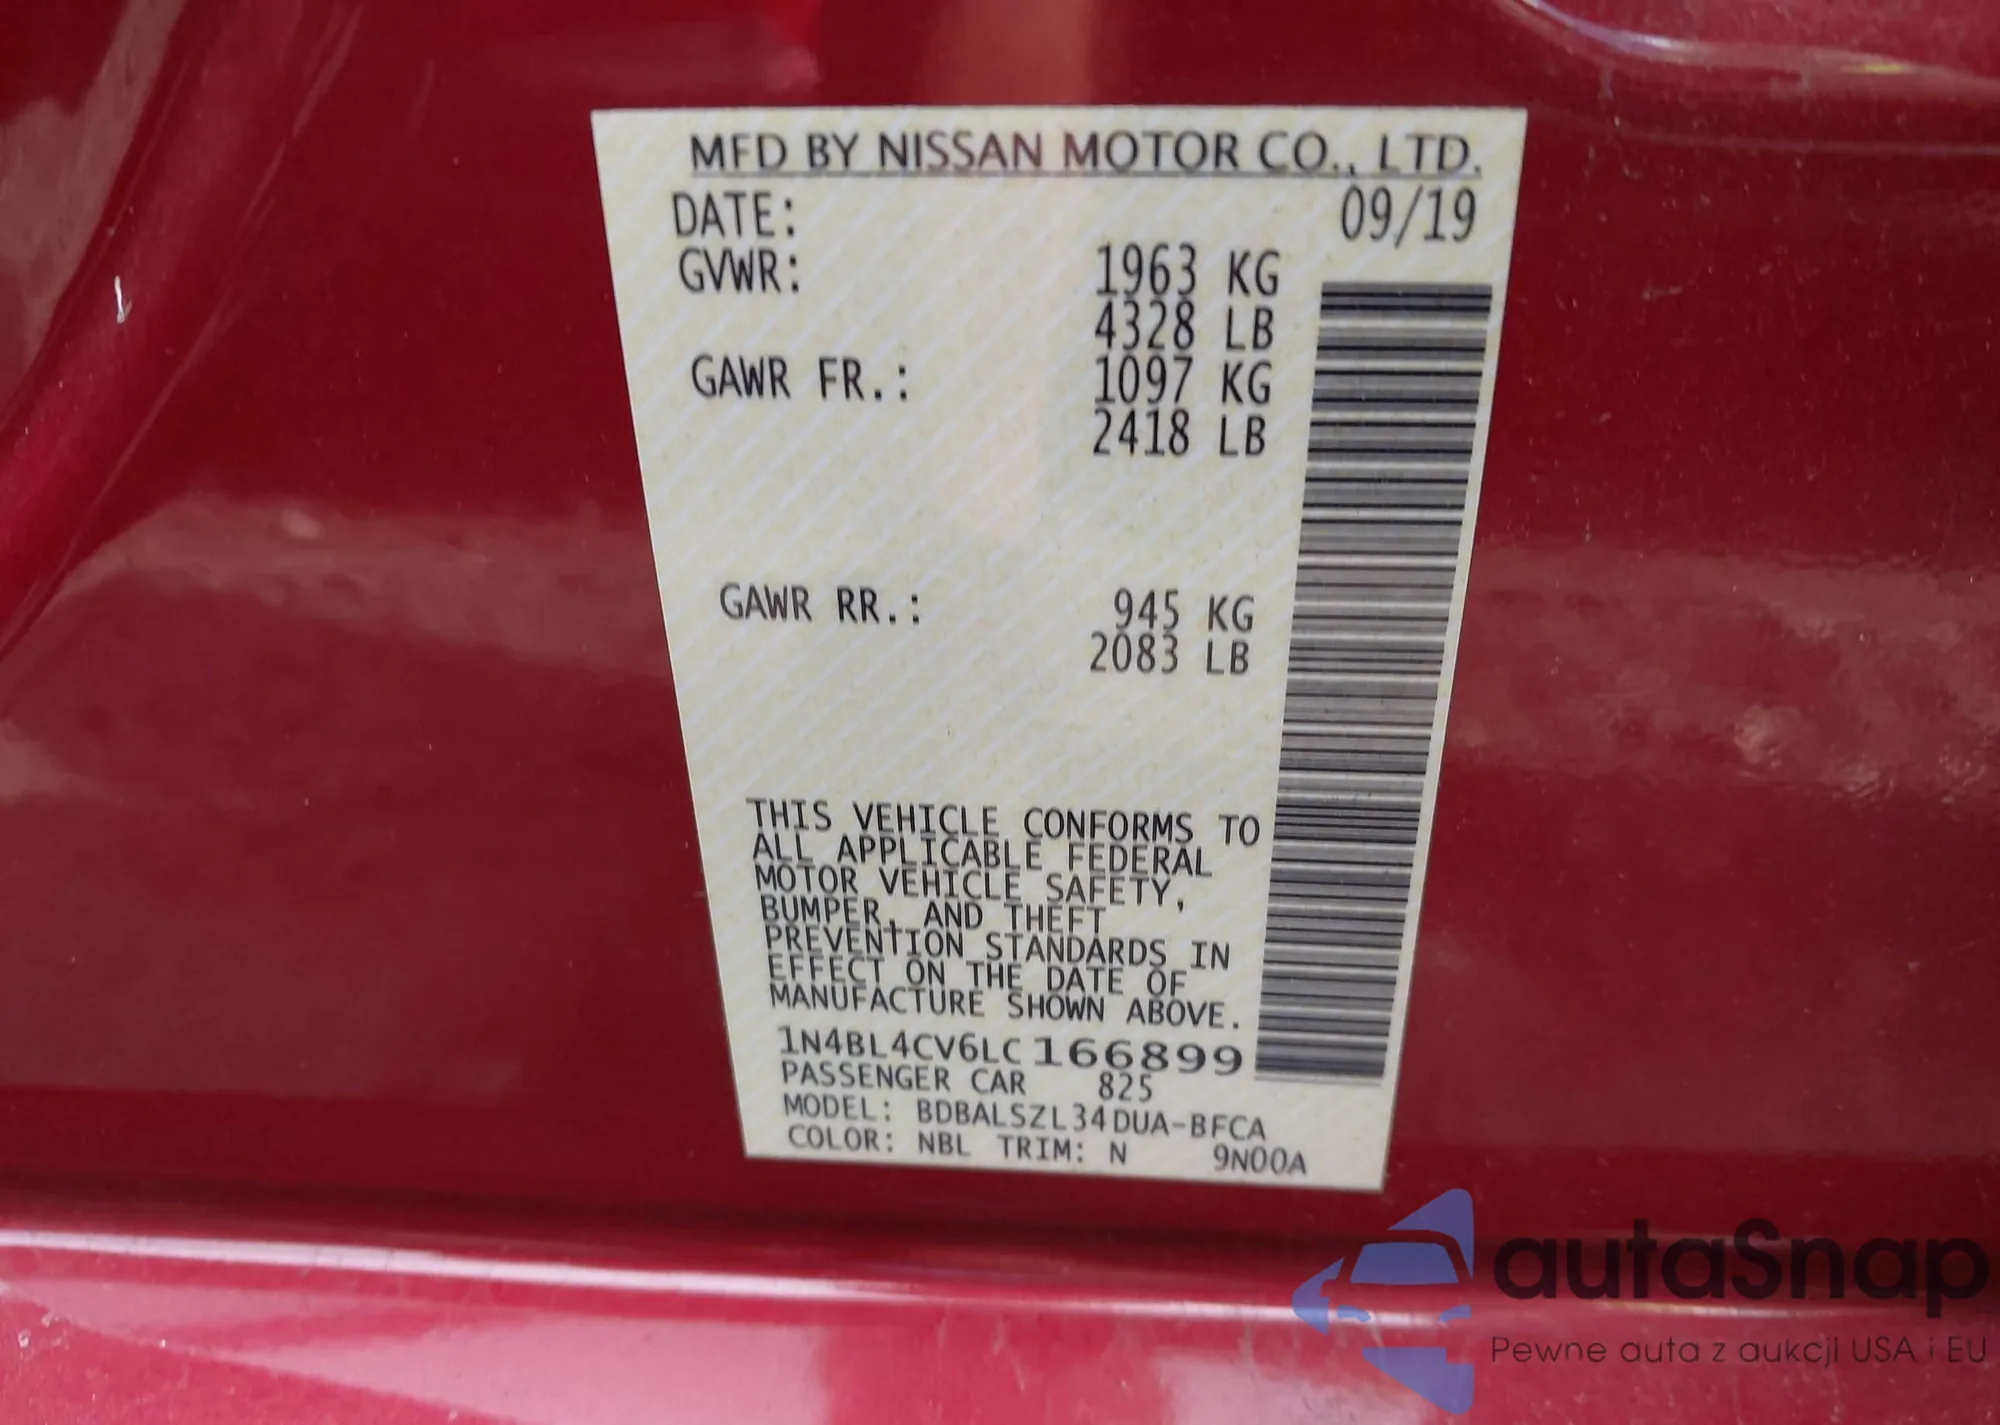 MFD BY NISSAN MOTOR CO., LTD.
DATE: 09/19
GVWR: 1963 KG
4328 LB
GAWR FR.: 1097 KG
2418 LB
GAWR RR.: 945 KG
2083 LB
THIS VEHICLE CONFORMS TO
ALL APPLICABLE FEDERAL
MOTOR VEHICLE SAFETY,
BUMPER, AND THEFT
PREVENTION STANDARDS IN
EFFECT ON THE DATE OF
MANUFACTURE SHOWN ABOVE.
1N4BL4CV6LC166899
PASSENGER CAR 825
MODEL: BDBALSZL34DUA-BFCA
COLOR: NBL TRIM: N 9N00A
autaSnap
Pewne auta z aukcji USA i EU